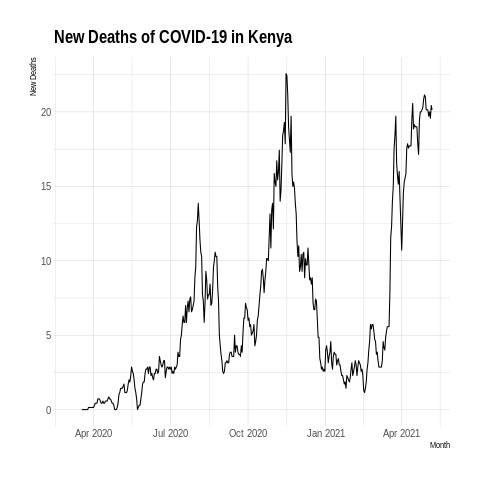 New Deaths of COVID-19 in Kenya
New Deaths
20
15
10
5
0
Apr 2020
Jul 2020
Oct 2020
Jan 2021
Apr 2021
Month